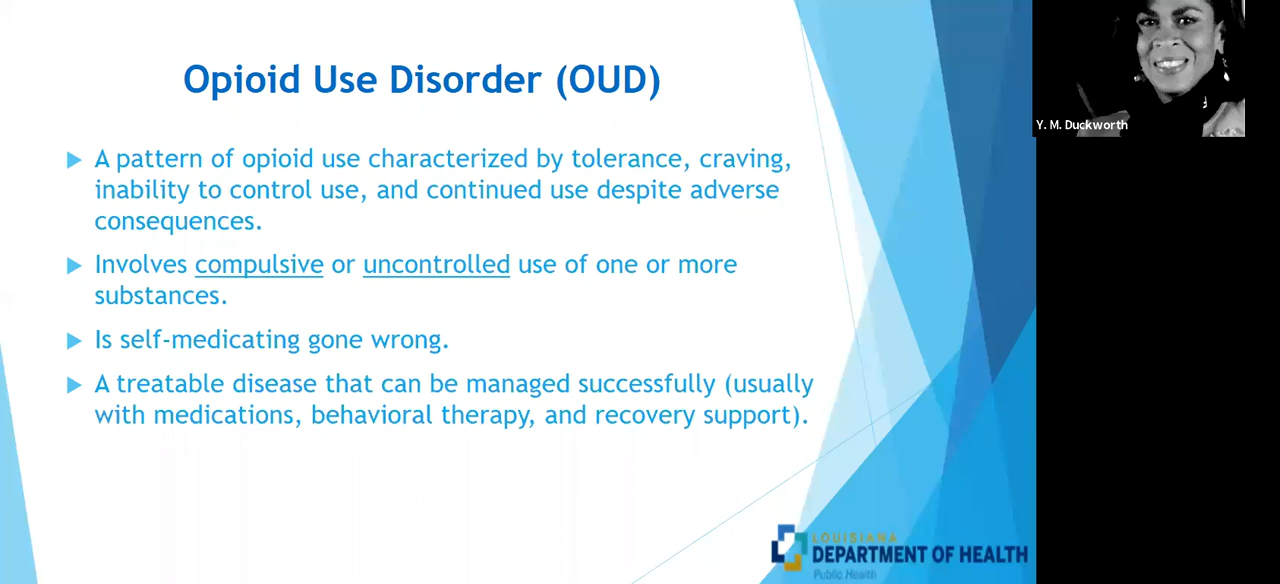 Opioid Use Disorder (OUD)
A pattern of opioid use characterized by tolerance, craving,
inability to control use, and continued use despite adverse
consequences.
Involves compulsive or uncontrolled use of one or more
substances.
Is self-medicating gone wrong.
A treatable disease that can be managed successfully (usually
with medications, behavioral therapy, and recovery support).
Y. M. Duckworth
LOUISIANA
DEPARTMENT OF HEALTH
Public Health